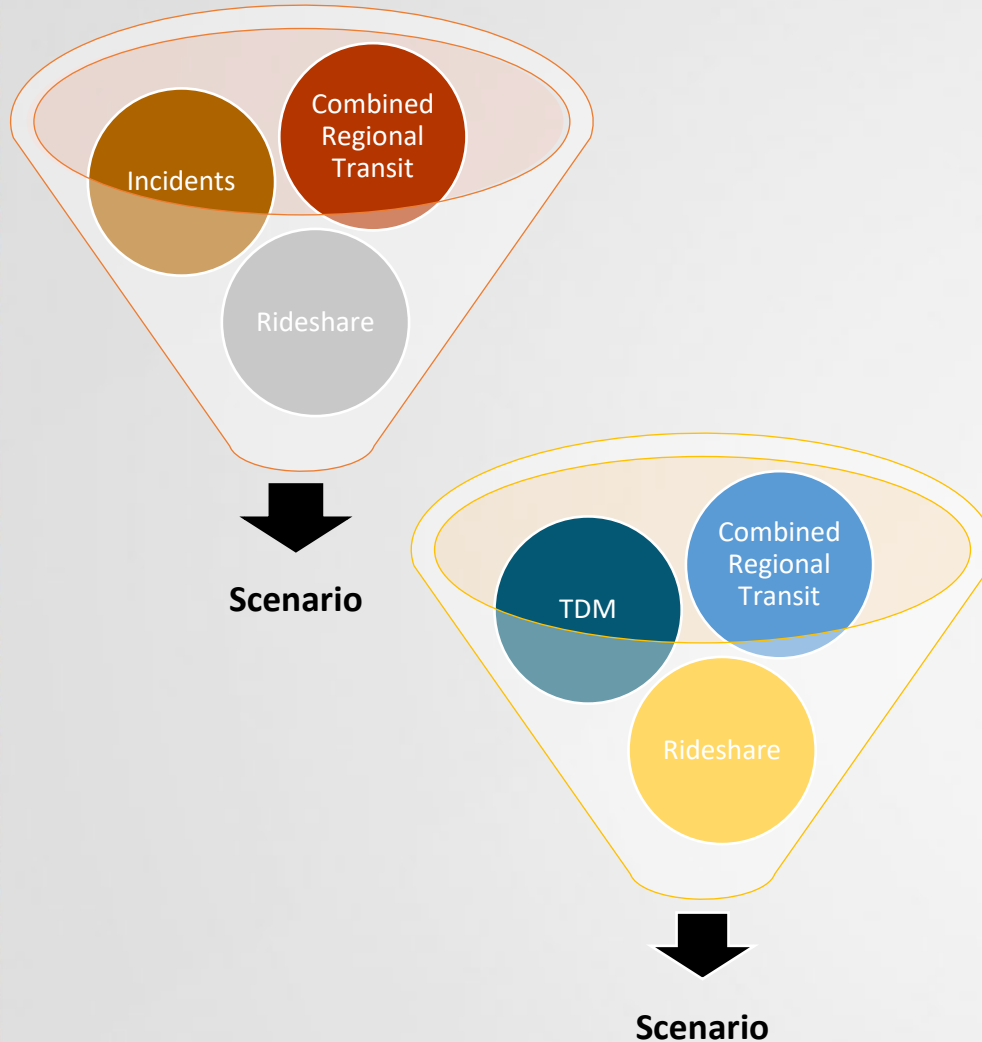 Combined
Regional
Transit
Incidents
Rideshare
Scenario
Combined
Regional
Transit
TDM
Rideshare
Scenario